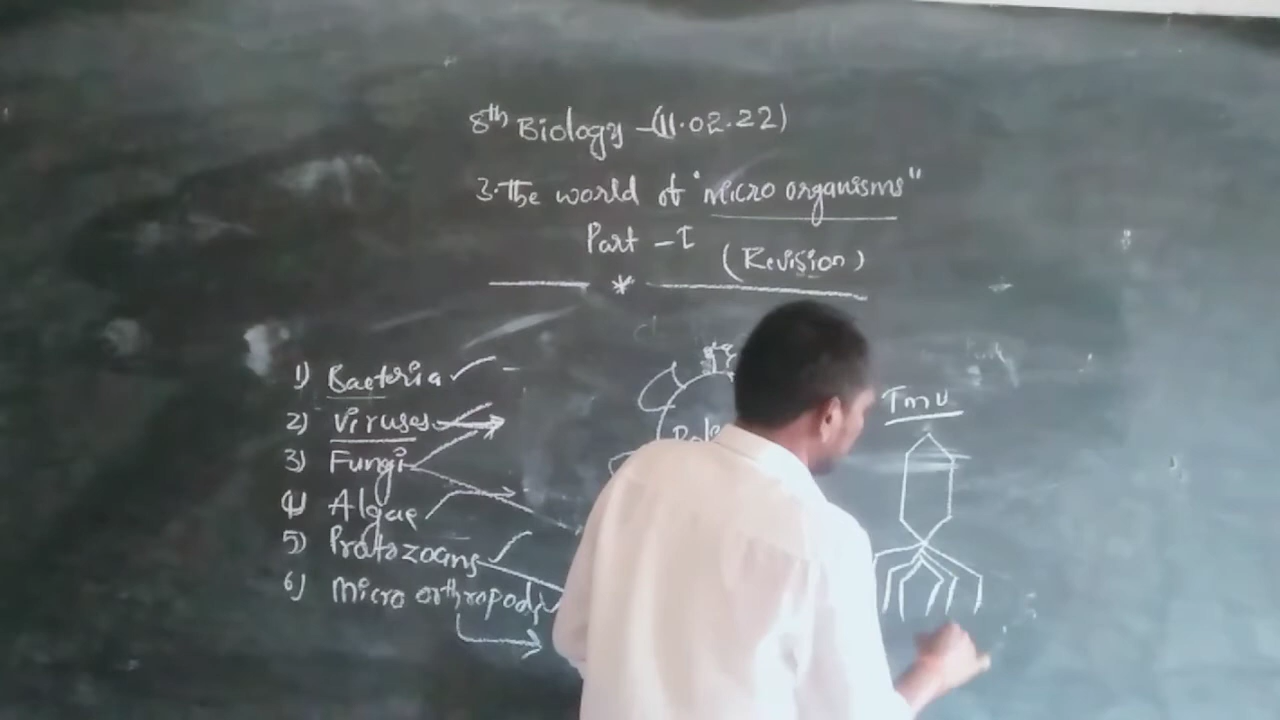 8th Biology - (11.02.22)
3. The world of "Micro organisms"
Part - I
(Revision)
1) Bacteria
2) Viruses
3) Fungi
4) Algae
5) Protozoans
6) Micro orthropods
TMV